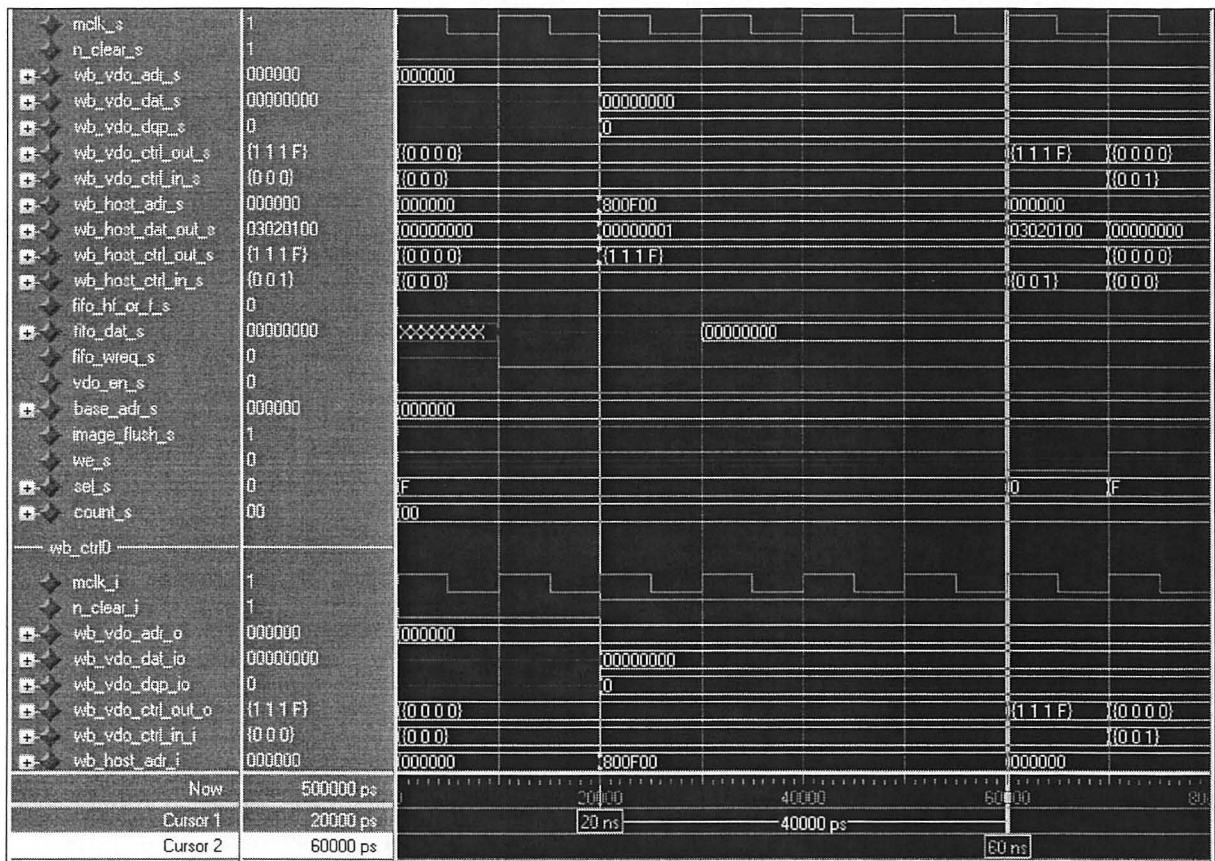 mclk_s 1
n_clear_s 1
wb_vdo_adr_s 000000 000000
wb_vdo_dat_s 00000000 00000000
wb_vdo_dqp_s 0 0
wb_vdo_ctrl_out_s {1 1 1 F} {0 0 0 0} {1 1 1 F} {0 0 0 0}
wb_vdo_ctrl_in_s {0 0 0} {0 0 0} {0 0 1}
wb_host_adr_s 000000 000000 800F00 000000
wb_host_dat_out_s 03020100 00000000 00000001 03020100 00000000
wb_host_ctrl_out_s {1 1 1 F} {0 0 0 0} {1 1 1 F} {0 0 0 0}
wb_host_ctrl_in_s {0 0 1} {0 0 0} {0 0 1} {0 0 0}
fifo_hf_or_f_s 0
fifo_dat_s 00000000 00000000
fifo_wreq_s 0
vdo_en_s 0
base_adr_s 000000 000000
image_flush_s 1
we_s 0
sel_s 0 F 0 F
count_s 00 00
wb_ctrl0
mclk_i 1
n_clear_i 1
wb_vdo_adr_o 000000 000000
wb_vdo_dat_io 00000000 00000000
wb_vdo_dqp_io 0 0
wb_vdo_ctrl_out_o {1 1 1 F} {0 0 0 0} {1 1 1 F} {0 0 0 0}
wb_vdo_ctrl_in_i {0 0 0} {0 0 0} {0 0 1}
wb_host_adr_i 000000 000000 800F00 000000
Now 500000 ps 20000 40000 60000
Cursor 1 20000 ps 20 ns 40000 ps
Cursor 2 60000 ps 60 ns